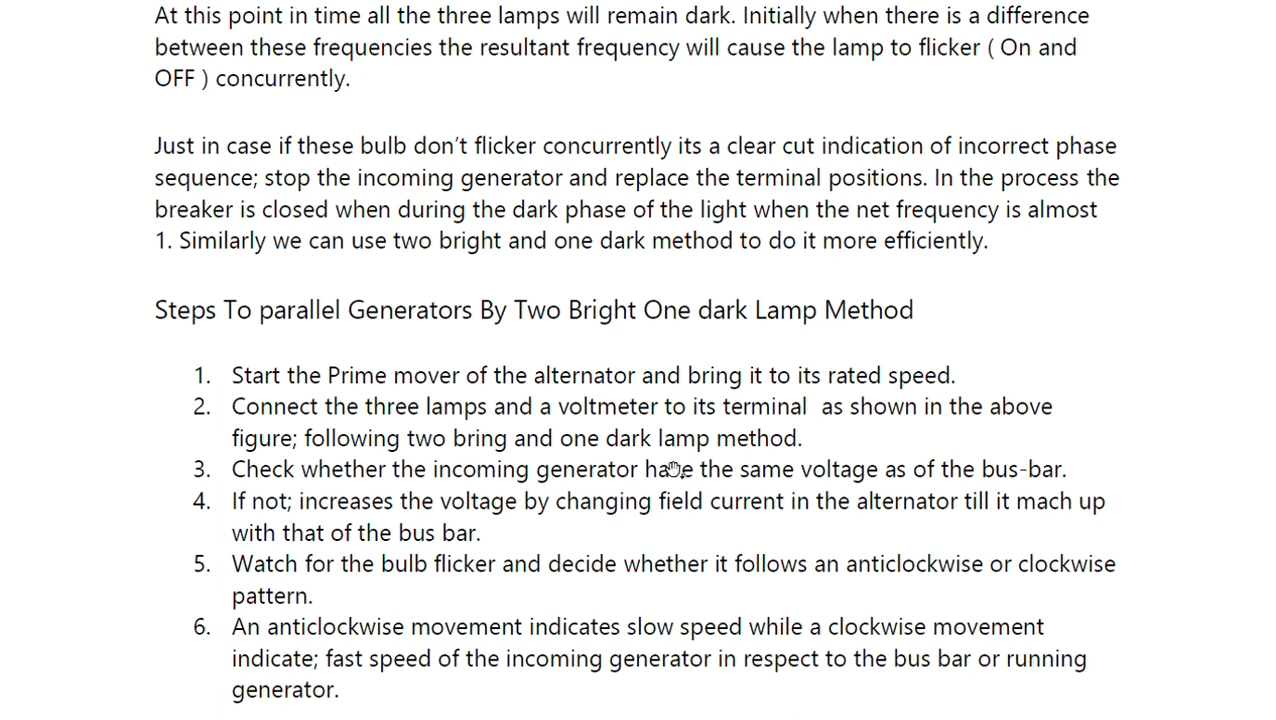 At this point in time all the three lamps will remain dark. Initially when there is a difference
between these frequencies the resultant frequency will cause the lamp to flicker ( On and
OFF ) concurrently.
Just in case if these bulb don't flicker concurrently its a clear cut indication of incorrect phase
sequence; stop the incoming generator and replace the terminal positions. In the process the
breaker is closed when during the dark phase of the light when the net frequency is almost
1. Similarly we can use two bright and one dark method to do it more efficiently.
Steps To parallel Generators By Two Bright One dark Lamp Method
1. Start the Prime mover of the alternator and bring it to its rated speed.
2. Connect the three lamps and a voltmeter to its terminal  as shown in the above
figure; following two bring and one dark lamp method.
3. Check whether the incoming generator have the same voltage as of the bus-bar.
4. If not; increases the voltage by changing field current in the alternator till it mach up
with that of the bus bar.
5. Watch for the bulb flicker and decide whether it follows an anticlockwise or clockwise
pattern.
6. An anticlockwise movement indicates slow speed while a clockwise movement
indicate; fast speed of the incoming generator in respect to the bus bar or running
generator.